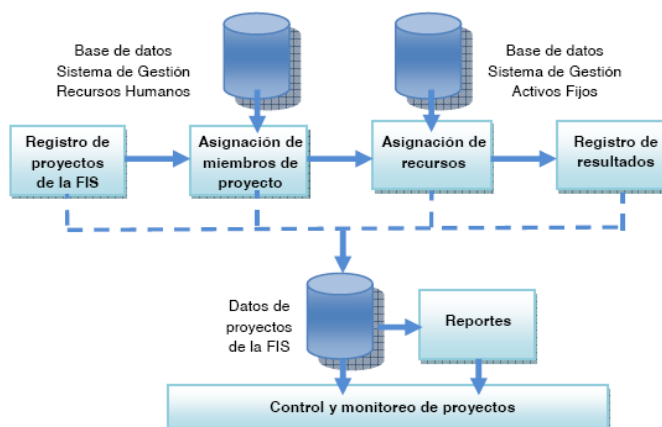 Base de datos
Sistema de Gestión
Recursos Humanos
Base de datos
Sistema de Gestión
Activos Fijos
Registro de
proyectos
de la FIS
Asignación de
miembros de
proyecto
Asignación de
recursos
Registro de
resultados
Datos de
proyectos
de la FIS
Reportes
Control y monitoreo de proyectos